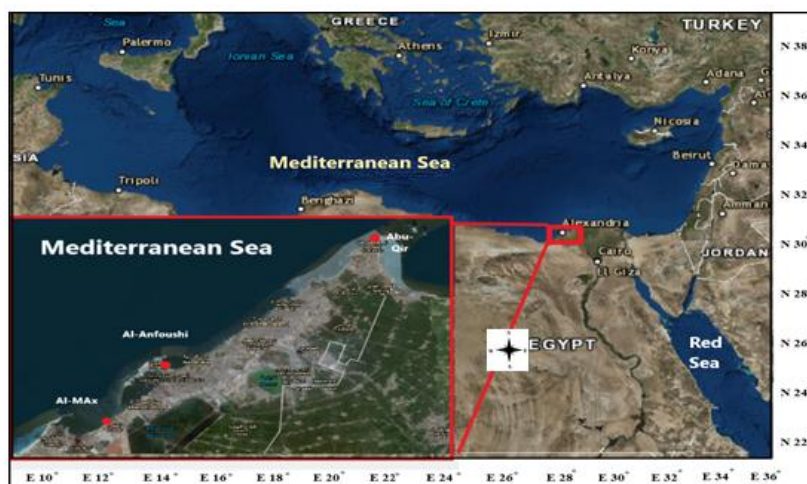 Sea
GREECE
TURKEY
N 38°
Palermo
Ionian Sea
Athens
Izmir
Konya
Tunis
Antalya
Adana
N 36°
Sea of Crete
Nicosia
N 34°
Mediterranean Sea
SIA
Tripoli
Beirut
Damas
N 32°
Benghazi
Amman
Mediterranean Sea
Abu-
Qir
Alexandria
N 30°
Cairo
JORDAN
El Giza
N 28°
Al-Anfoushi
EGYPT
Red
Sea
N 26°
Al-MAx
N 24°
N 22°
E 10° E 12° E 14° E 16° E 18° E 20° E 22° E 24° E 26° E 28° E 30° E 32° E 34° E 36°